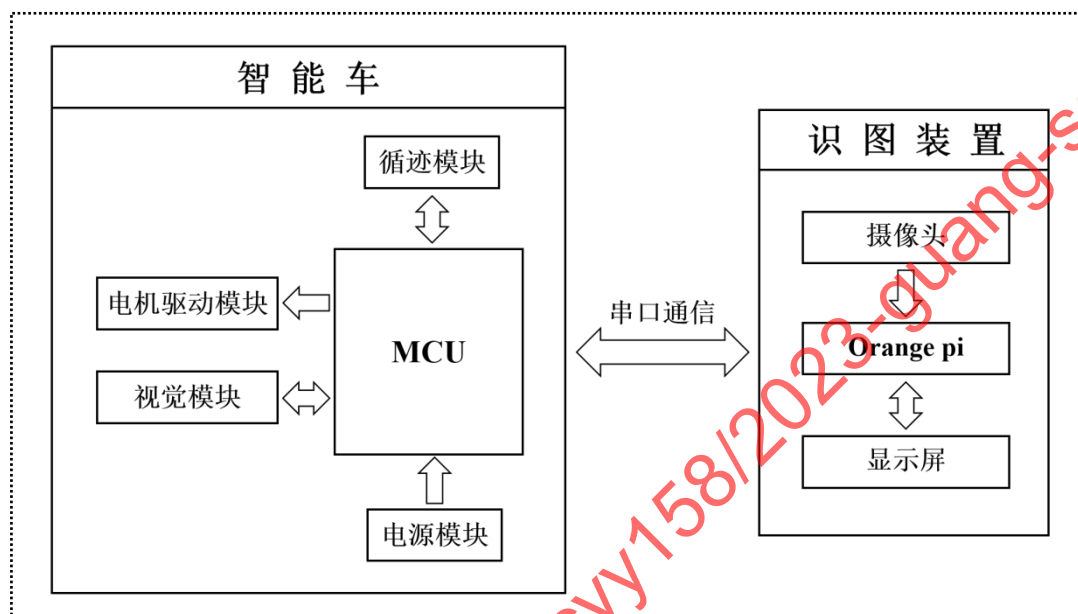 智能车
循迹模块
电机驱动模块
MCU
视觉模块
电源模块
串口通信
识图装置
摄像头
Orange pi
显示屏
svy158/2023-guang-s